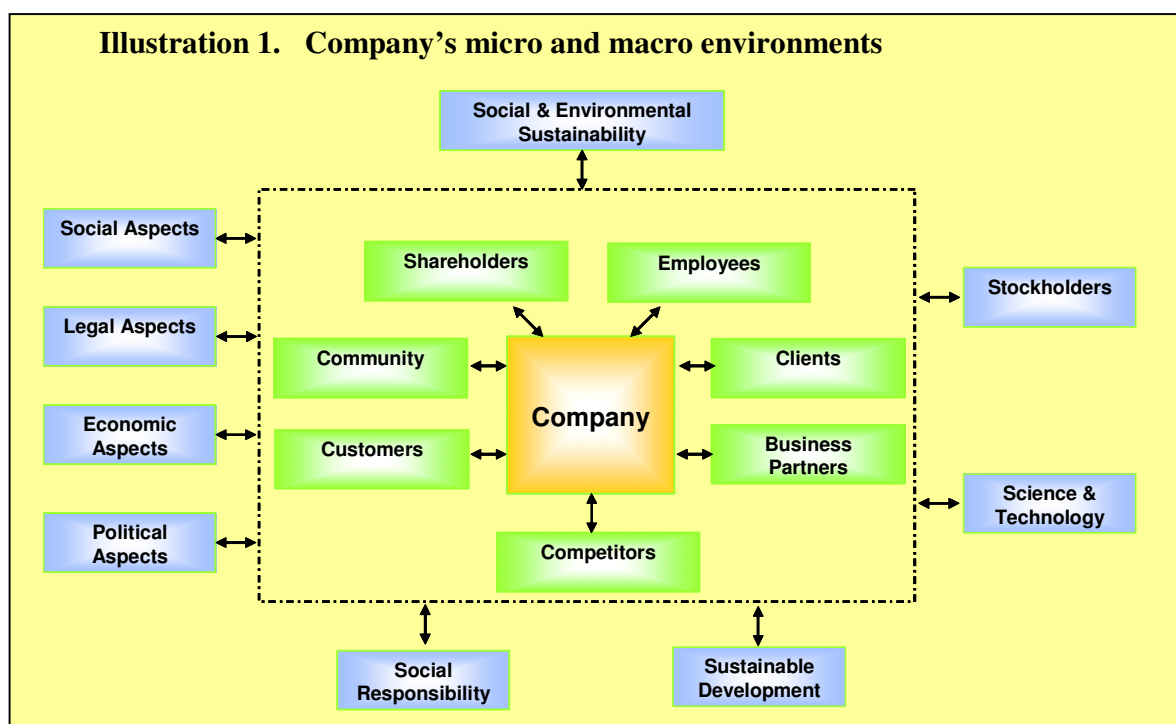 Illustration 1. Company’s micro and macro environments
Social & Environmental
Sustainability
Social Aspects
Legal Aspects
Economic
Aspects
Political
Aspects
Shareholders
Employees
Community
Clients
Company
Customers
Business
Partners
Competitors
Stockholders
Science &
Technology
Social
Responsibility
Sustainable
Development